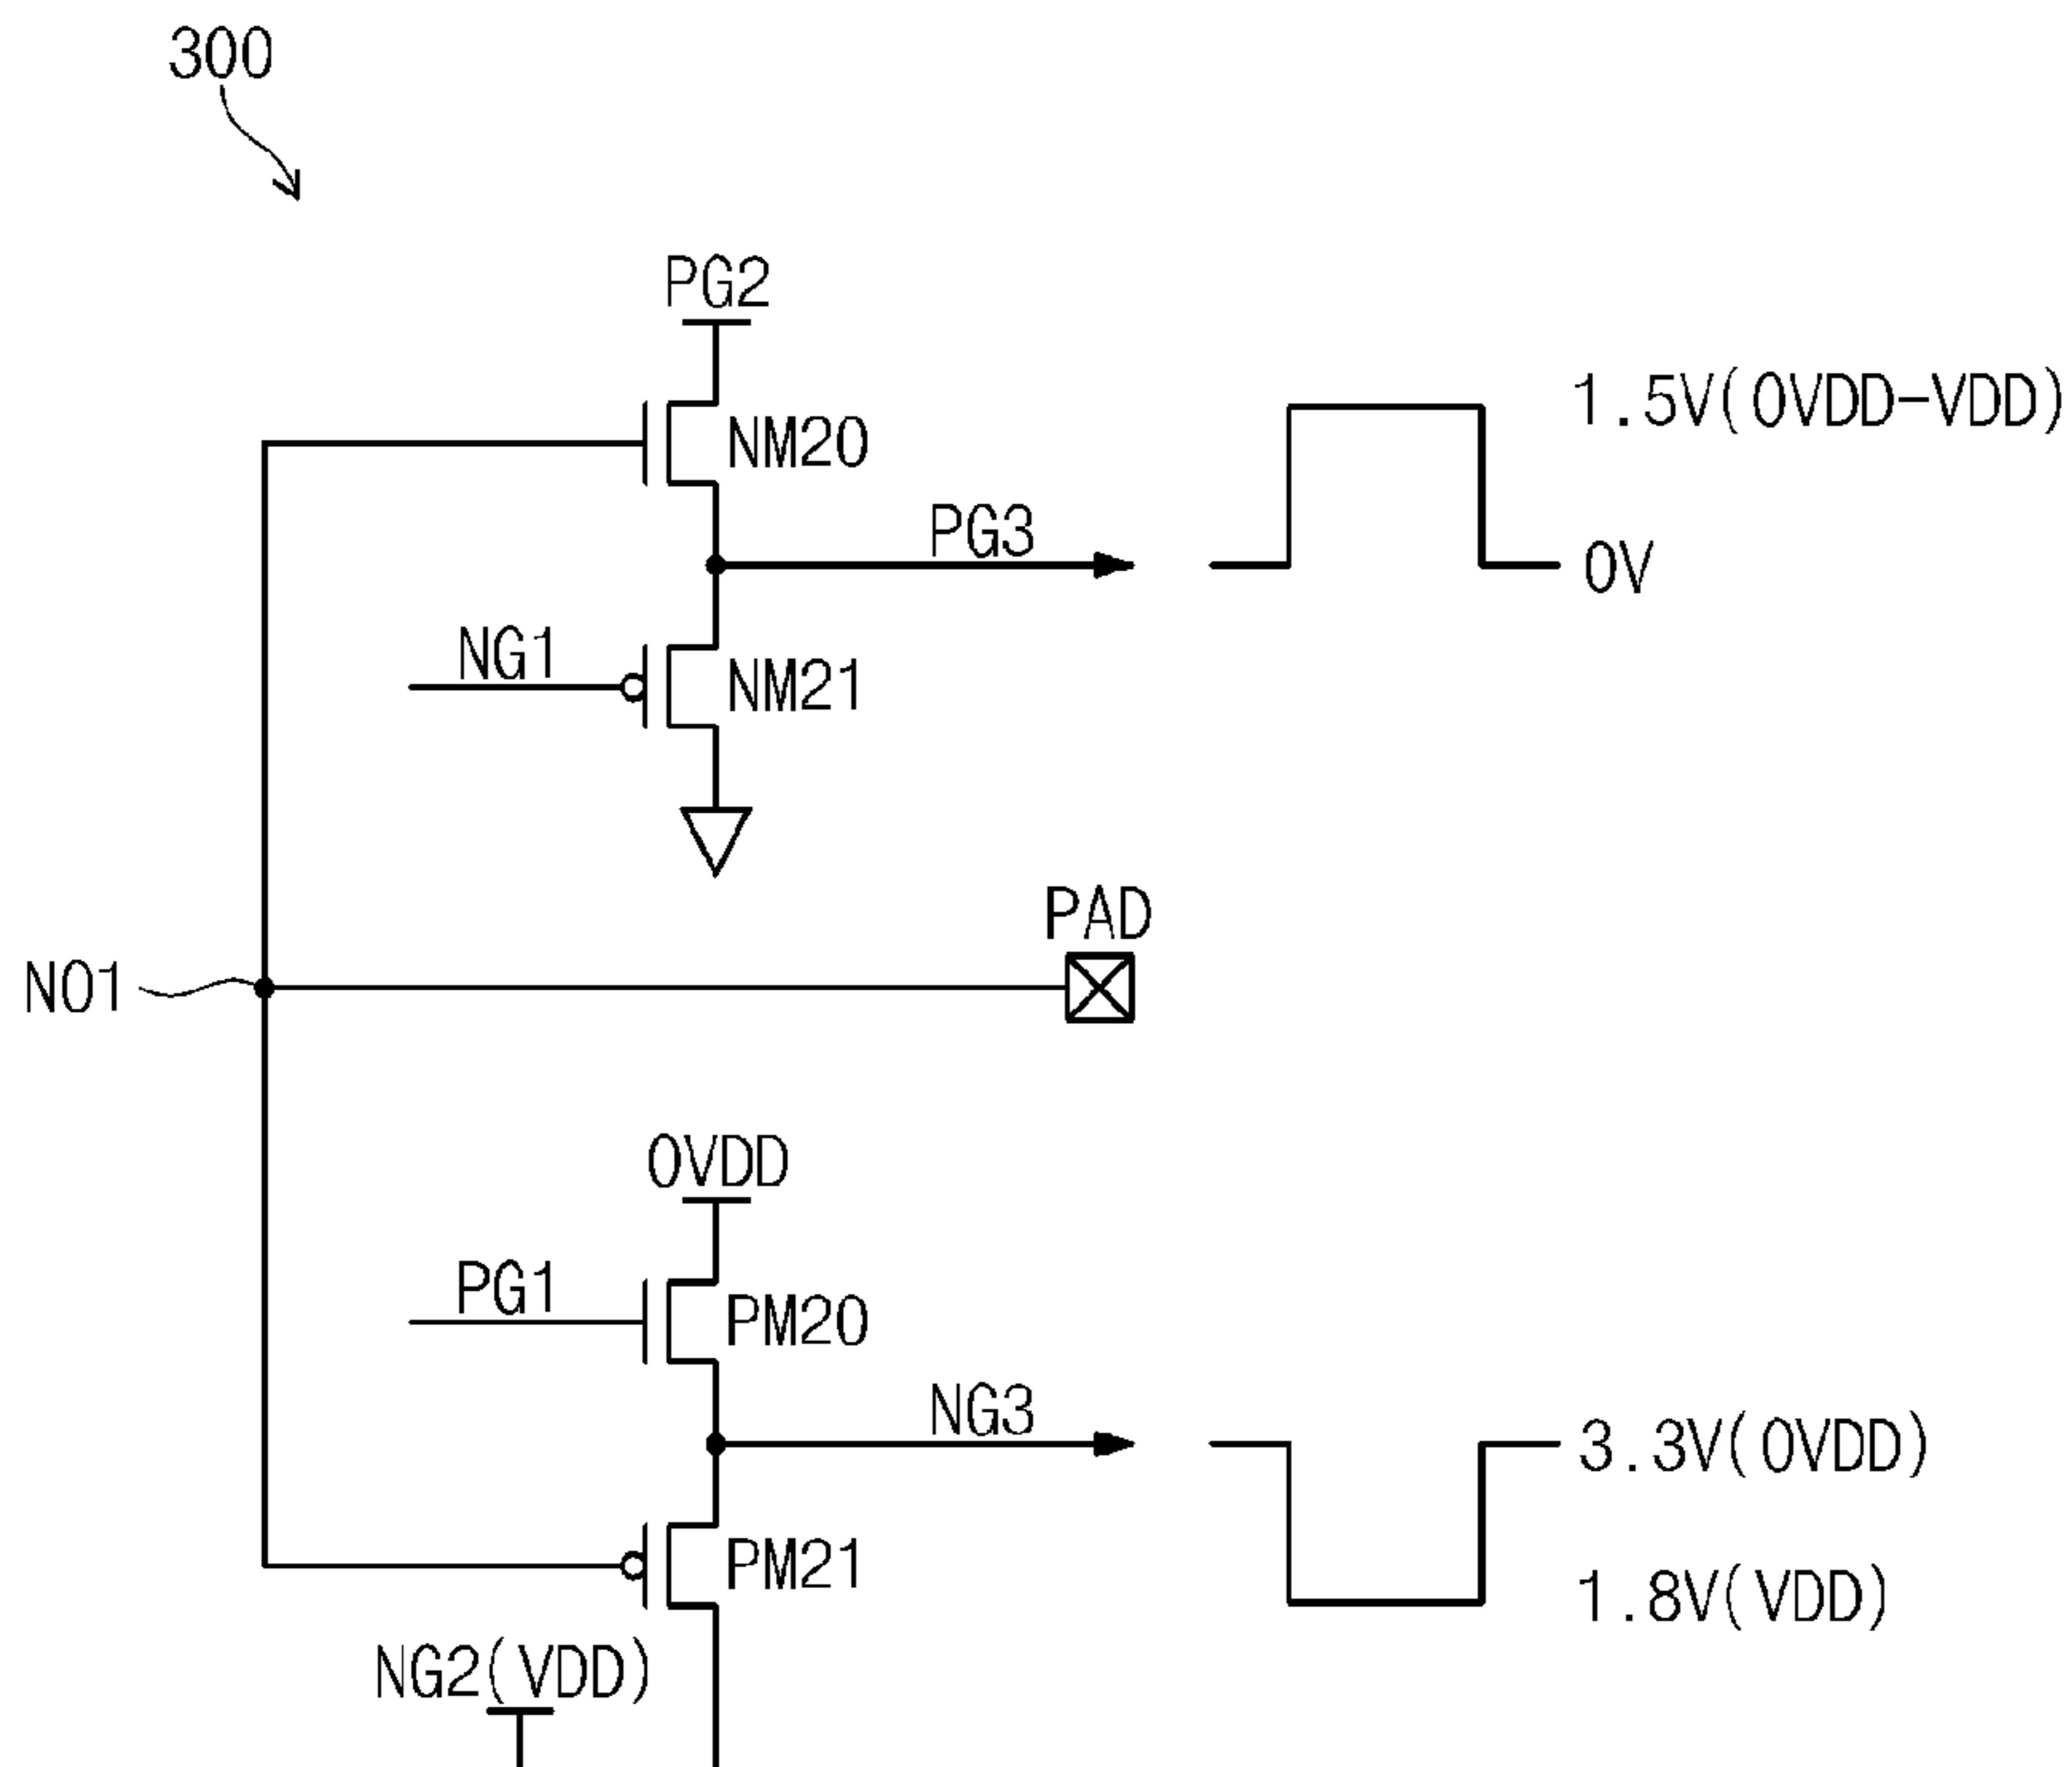 300
PG2
NM20
1.5V(OVDD-VDD)
PG3
0V
NG1
NM21
PAD
NO1
OVDD
PG1
PM20
NG3
3.3V(OVDD)
PM21
1.8V(VDD)
NG2(VDD)